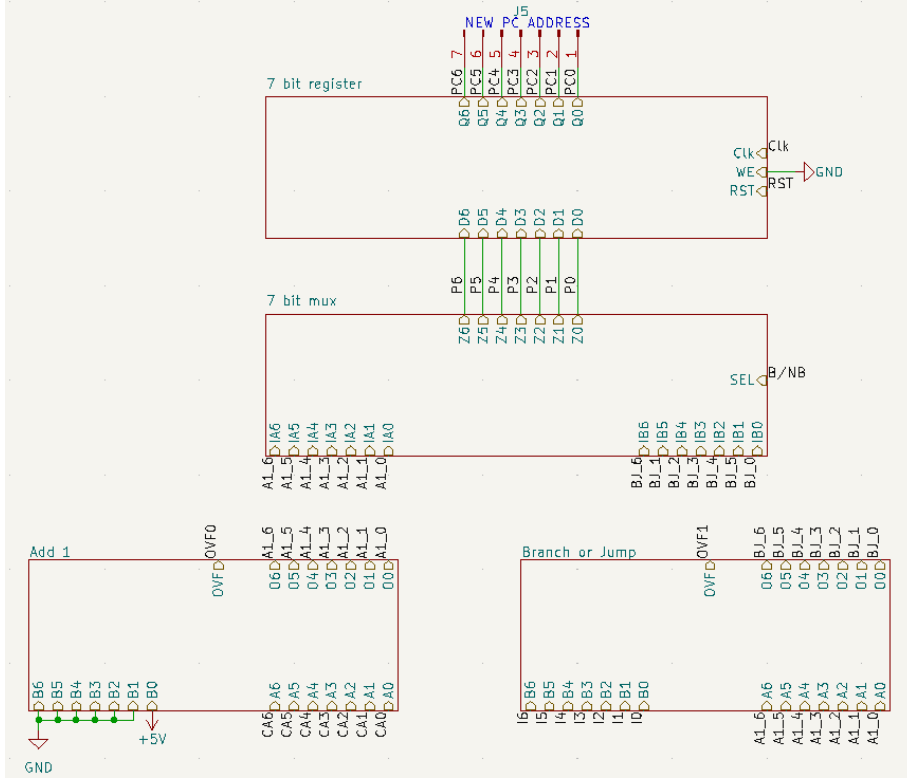 J5
NEW PC ADDRESS
7 6 5 4 3 2 1
PC6 PC5 PC4 PC3 PC2 PC1 PC0
7 bit register
Q6 Q5 Q4 Q3 Q2 Q1 Q0
Clk Clk
WE GND
RST RST
D6 D5 D4 D3 D2 D1 D0
P6 P5 P4 P3 P2 P1 P0
7 bit mux
Z6 Z5 Z4 Z3 Z2 Z1 Z0
SEL B/NB
IA6 IA5 IA4 IA3 IA2 IA1 IA0 IB6 IB5 IB4 IB3 IB2 IB1 IB0
A1_6 A1_5 A1_4 A1_3 A1_2 A1_1 A1_0 BJ_6 BJ_1 BJ_2 BJ_3 BJ_4 BJ_5 BJ_0
Add 1
OVF0 A1_6 A1_5 A1_4 A1_3 A1_2 A1_1 A1_0
OVF O6 O5 O4 O3 O2 O1 O0
B6 B5 B4 B3 B2 B1 B0 A6 A5 A4 A3 A2 A1 A0
CA6 CA5 CA4 CA3 CA2 CA1 CA0
+5V
GND
Branch or Jump
OVF1 BJ_6 BJ_5 BJ_4 BJ_3 BJ_2 BJ_1 BJ_0
OVF O6 O5 O4 O3 O2 O1 O0
B6 B5 B4 B3 B2 B1 B0 A6 A5 A4 A3 A2 A1 A0
I6 I5 I4 I3 I2 I1 I0 A1_6 A1_5 A1_4 A1_3 A1_2 A1_1 A1_0